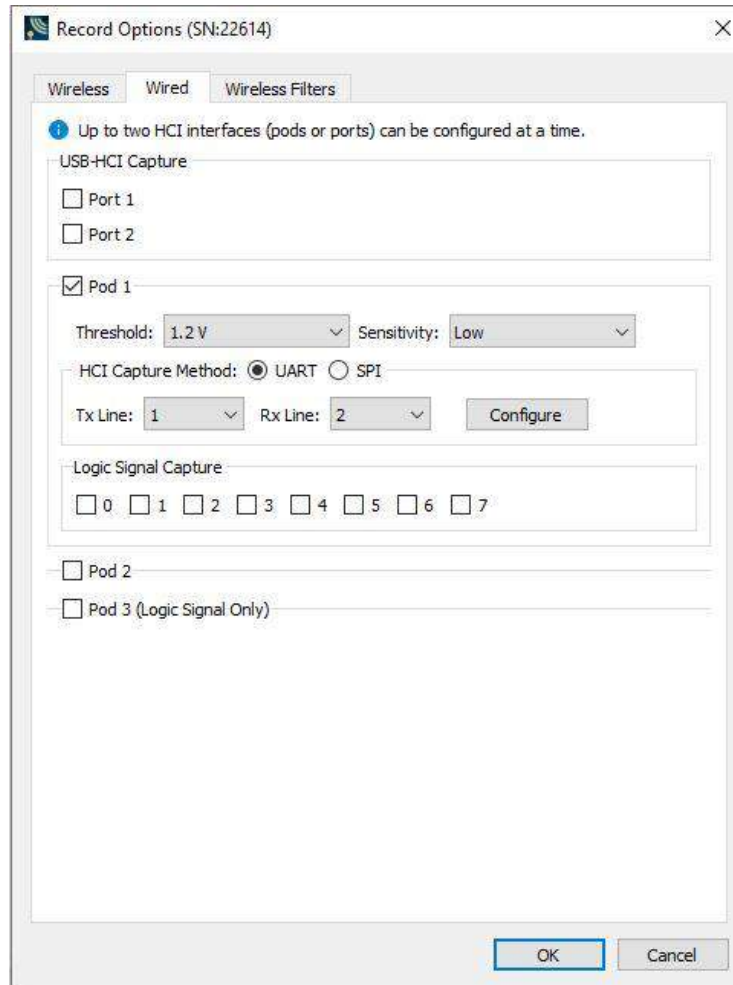 Record Options (SN:22614)
Wireless Wired Wireless Filters
Up to two HCI interfaces (pods or ports) can be configured at a time.
USB-HCI Capture
Port 1
Port 2
Pod 1
Threshold: 1.2 V Sensitivity: Low
HCI Capture Method: UART SPI
Tx Line: 1 Rx Line: 2 Configure
Logic Signal Capture
0 1 2 3 4 5 6 7
Pod 2
Pod 3 (Logic Signal Only)
OK Cancel